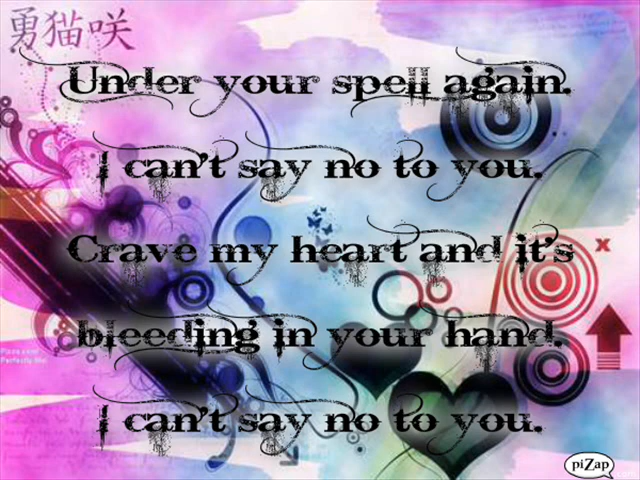 勇猫咲
Under your spell again.
I can't say no to you.
Crave my heart and it's
bleeding in your hand.
I can't say no to you.
x
piZap